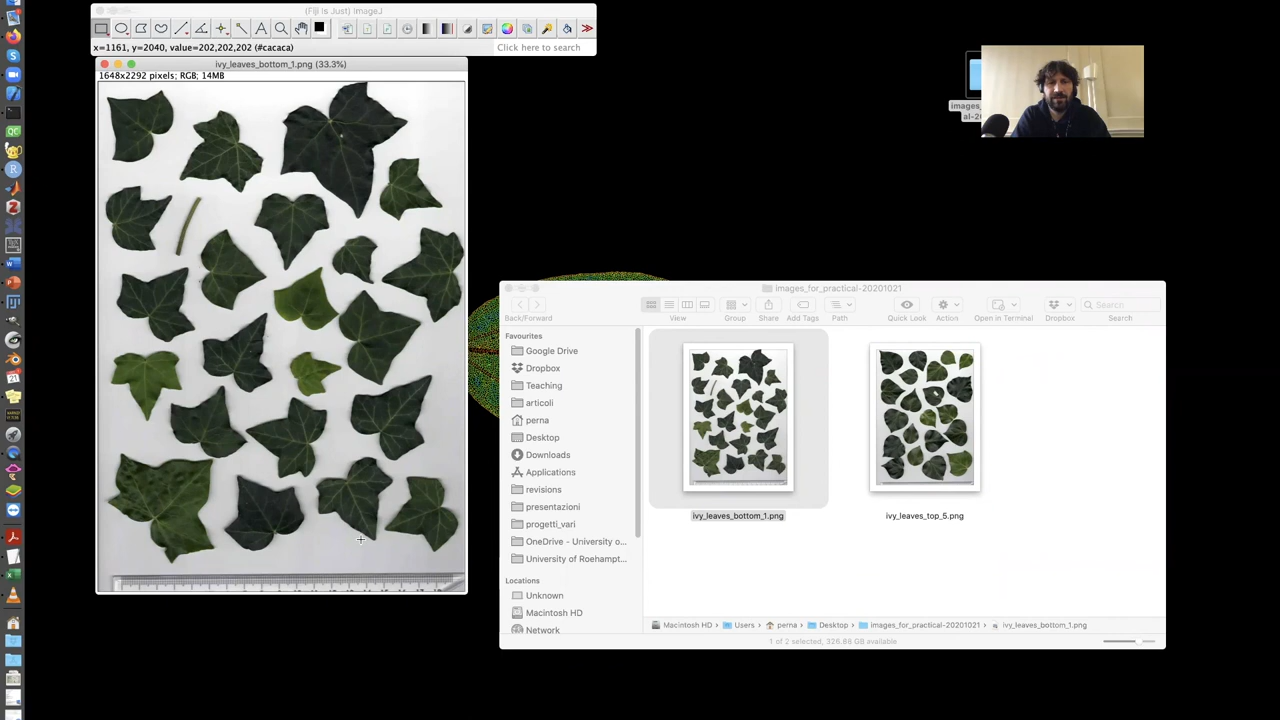 (Fiji Is Just) ImageJ
x=1161, y=2040, value=202,202,202 (#cacaca)
Click here to search
ivy_leaves_bottom_1.png (33.3%)
1648x2292 pixels; RGB; 14MB
images_
al-20
images_for_practical-20201021
Back/Forward
View
Group
Share
Add Tags
Path
Quick Look
Action
Open in Terminal
Dropbox
Search
Search
Favourites
Google Drive
Dropbox
Teaching
articoli
perna
Desktop
Downloads
Applications
revisions
presentazioni
progetti_vari
OneDrive - University o...
University of Roehampt...
Locations
Unknown
Macintosh HD
Network
ivy_leaves_bottom_1.png
ivy_leaves_top_5.png
Macintosh HD › Users › perna › Desktop › images_for_practical-20201021 › ivy_leaves_bottom_1.png
1 of 2 selected, 326.88 GB available